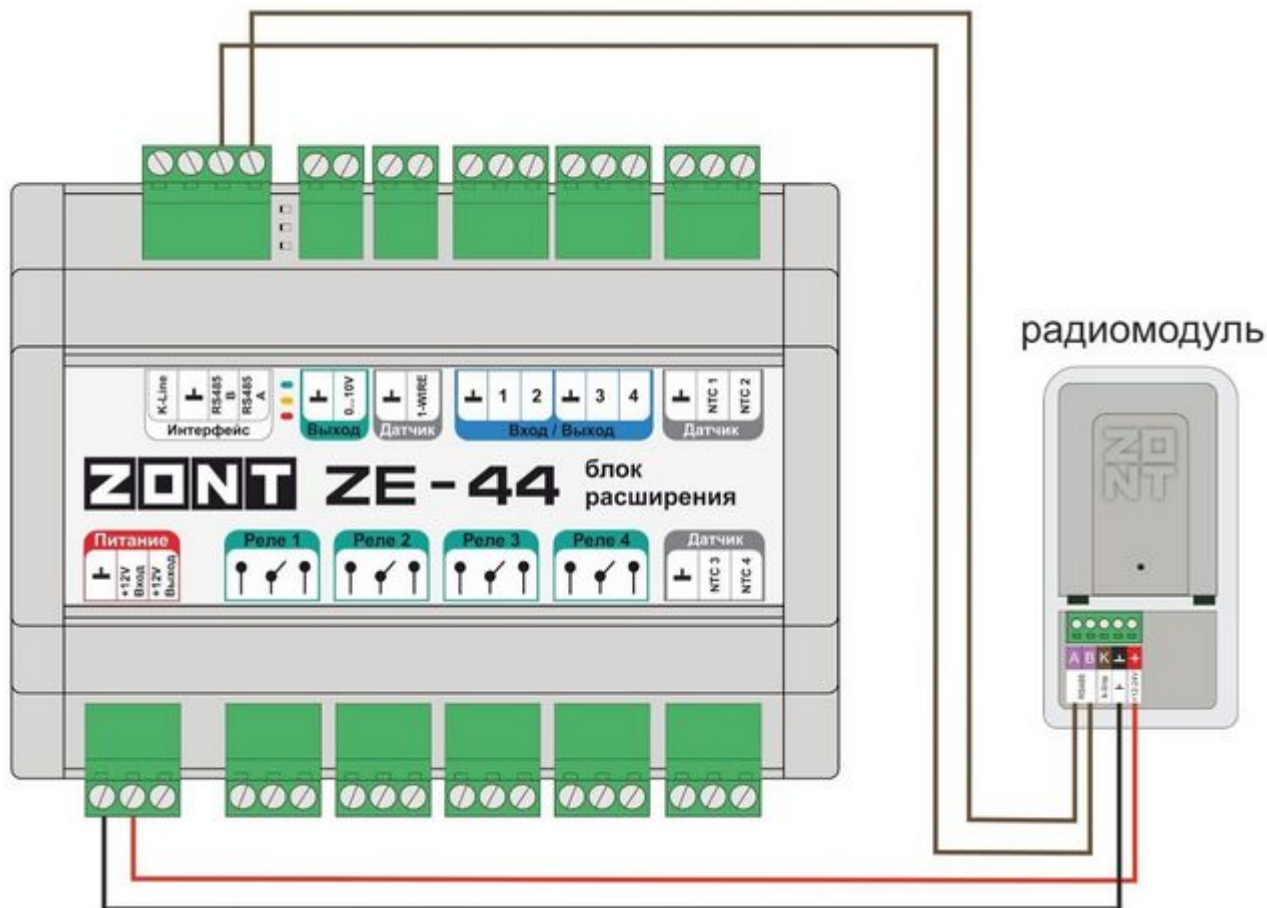 радиомодуль
ZONT
K-Line
RS485 B
RS485 A
Интерфейс
0...10V
Выход
1-WIRE
Датчик
1 2 3 4
Вход / Выход
NTC 1
NTC 2
Датчик
ZONT ZE-44 блок
расширения
Питание
+12V Вход
+12V Выход
Реле 1
Реле 2
Реле 3
Реле 4
Датчик
NTC 3
NTC 4
A B K +
RS485
k-line
+12-24V